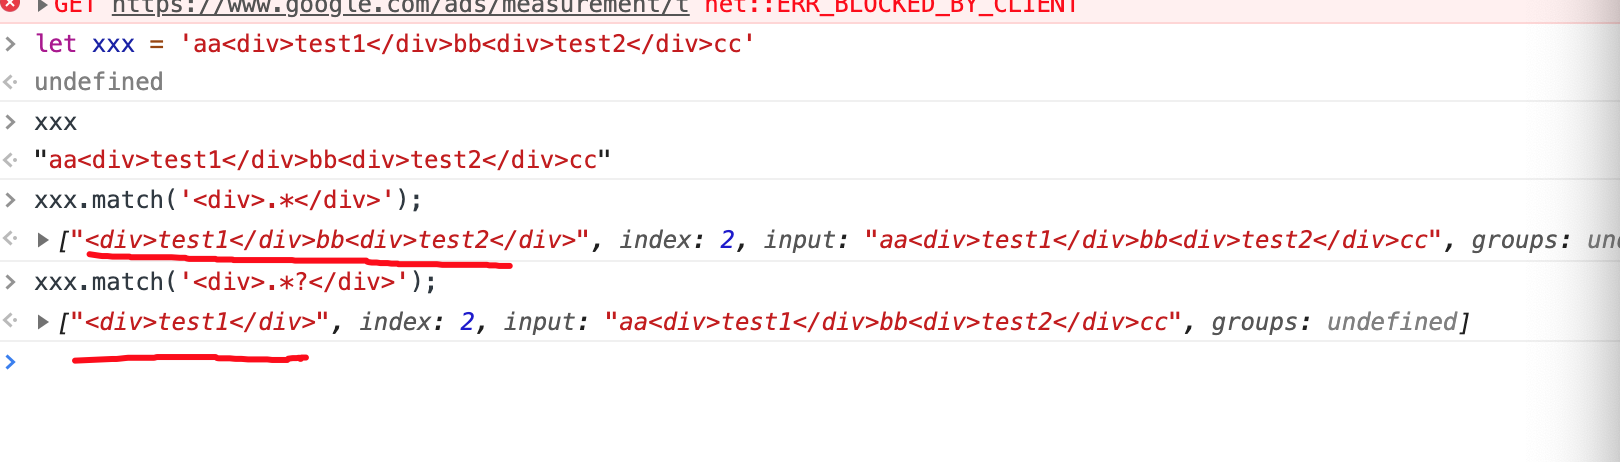 GET https://www.google.com/ads/measurement/t net::ERR_BLOCKED_BY_CLIENT
let xxx = 'aa<div>test1</div>bb<div>test2</div>cc'
undefined
xxx
"aa<div>test1</div>bb<div>test2</div>cc"
xxx.match('<div>.*</div>');
["<div>test1</div>bb<div>test2</div>", index: 2, input: "aa<div>test1</div>bb<div>test2</div>cc", groups:
xxx.match('<div>.*?</div>');
["<div>test1</div>", index: 2, input: "aa<div>test1</div>bb<div>test2</div>cc", groups: undefined]